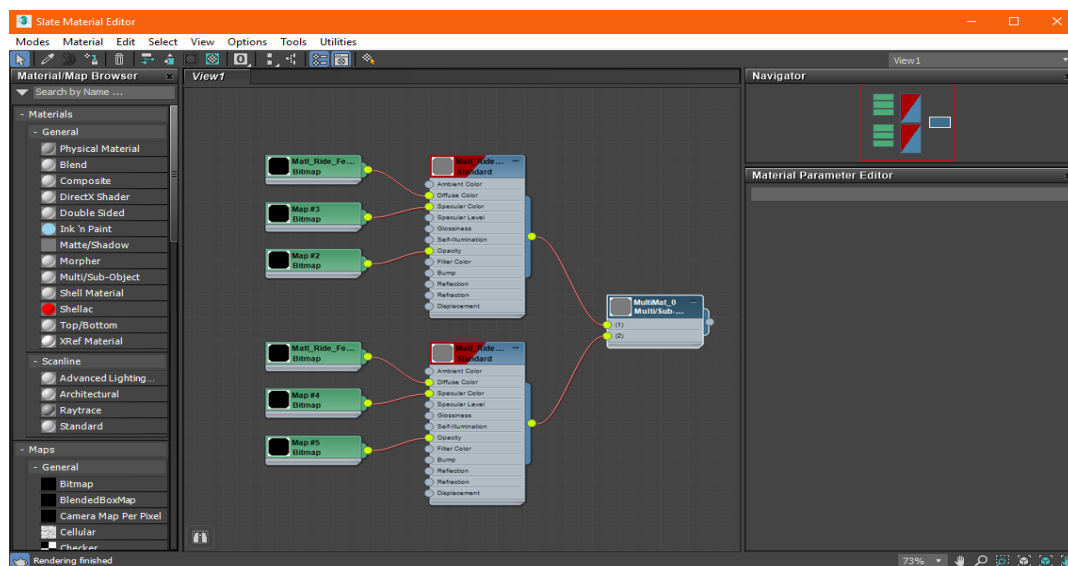 Slate Material Editor
Modes Material Edit Select View Options Tools Utilities
View1
Material/Map Browser
Search by Name ...
- Materials
- General
Physical Material
Blend
Composite
DirectX Shader
Double Sided
Ink 'n Paint
Matte/Shadow
Morpher
Multi/Sub-Object
Shell Material
Shellac
Top/Bottom
XRef Material
- Scanline
Advanced Lighting...
Architectural
Raytrace
Standard
- Maps
- General
Bitmap
BlendedBoxMap
Camera Map Per Pixel
Cellular
Checker
View1
Matl_Ride_Fe...
Bitmap
Map #3
Bitmap
Map #2
Bitmap
Matl_Ride...
Standard
Ambient Color
Diffuse Color
Specular Color
Specular Level
Glossiness
Self-Illumination
Opacity
Filter Color
Bump
Reflection
Refraction
Displacement
Matl_Ride_Fe...
Bitmap
Map #4
Bitmap
Map #5
Bitmap
Matl_Ride...
Standard
Ambient Color
Diffuse Color
Specular Color
Specular Level
Glossiness
Self-Illumination
Opacity
Filter Color
Bump
Reflection
Refraction
Displacement
MultiMat_0
Multi/Sub-...
(1)
(2)
Navigator
Material Parameter Editor
Rendering finished
73%